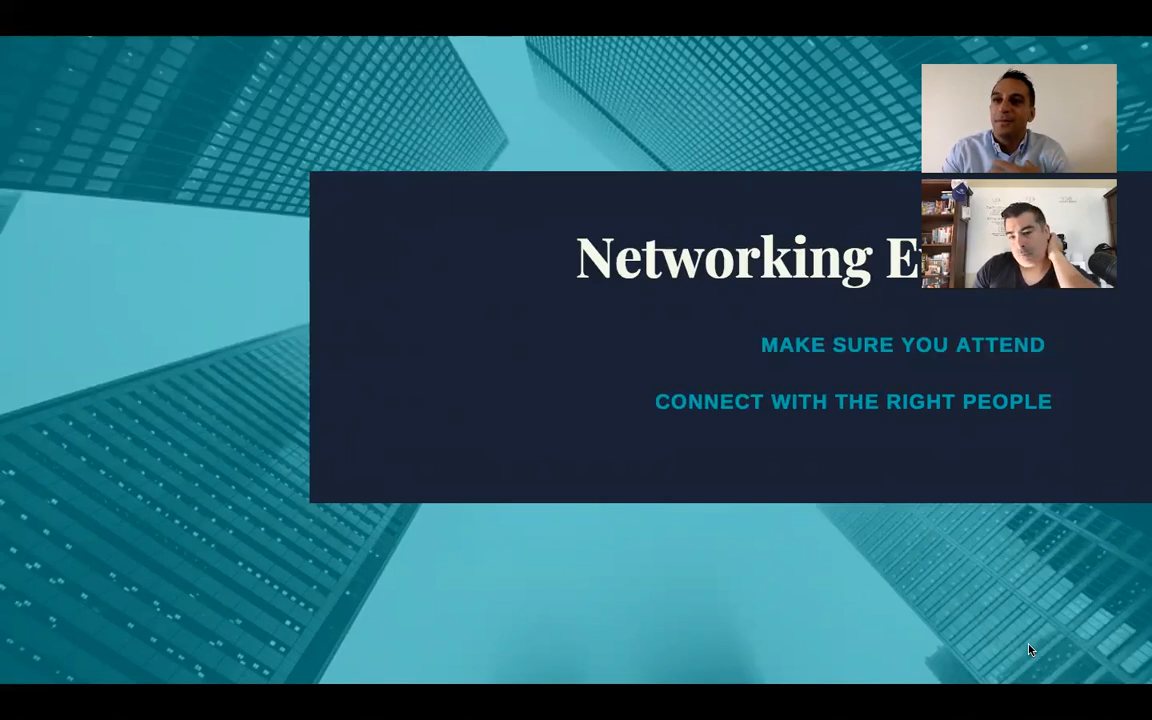 Networking E
MAKE SURE YOU ATTEND
CONNECT WITH THE RIGHT PEOPLE